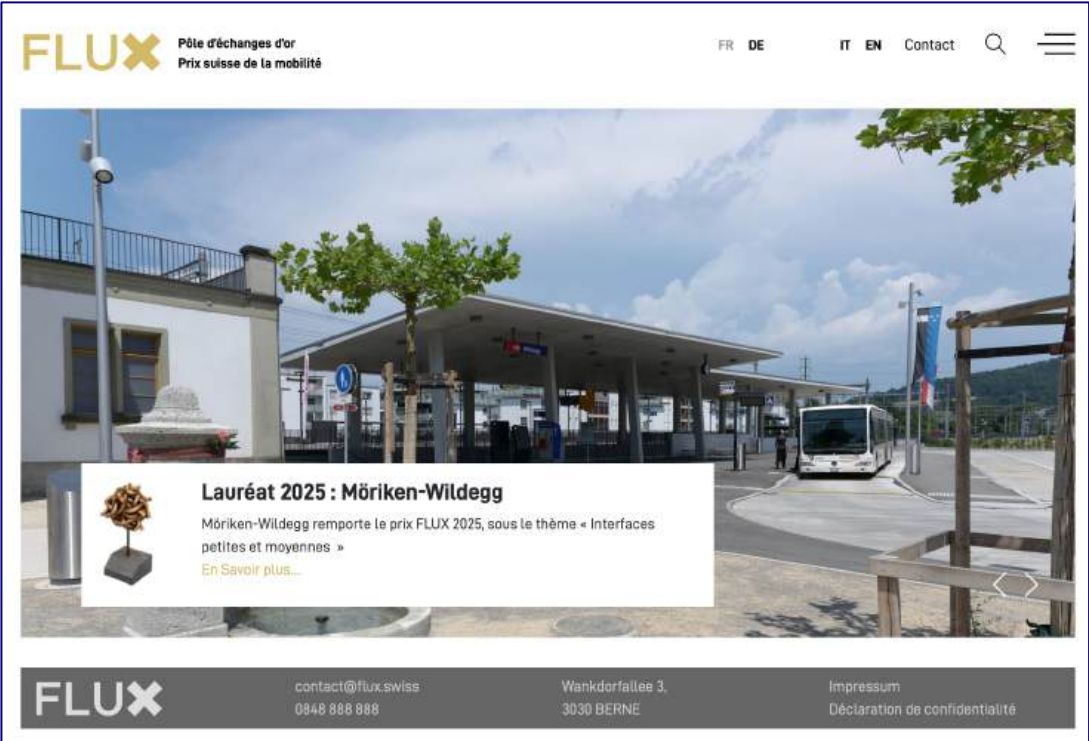 FLUX
Pôle d'échanges d'or
Prix suisse de la mobilité
FR DE IT EN Contact
Lauréat 2025 : Möriken-Wildegg
Möriken-Wildegg remporte le prix FLUX 2025, sous le thème « Interfaces
petites et moyennes »
En Savoir plus...
FLUX
contact@flux.swiss
0848 888 888
Wankdorfallee 3,
3030 BERNE
Impressum
Déclaration de confidentialité